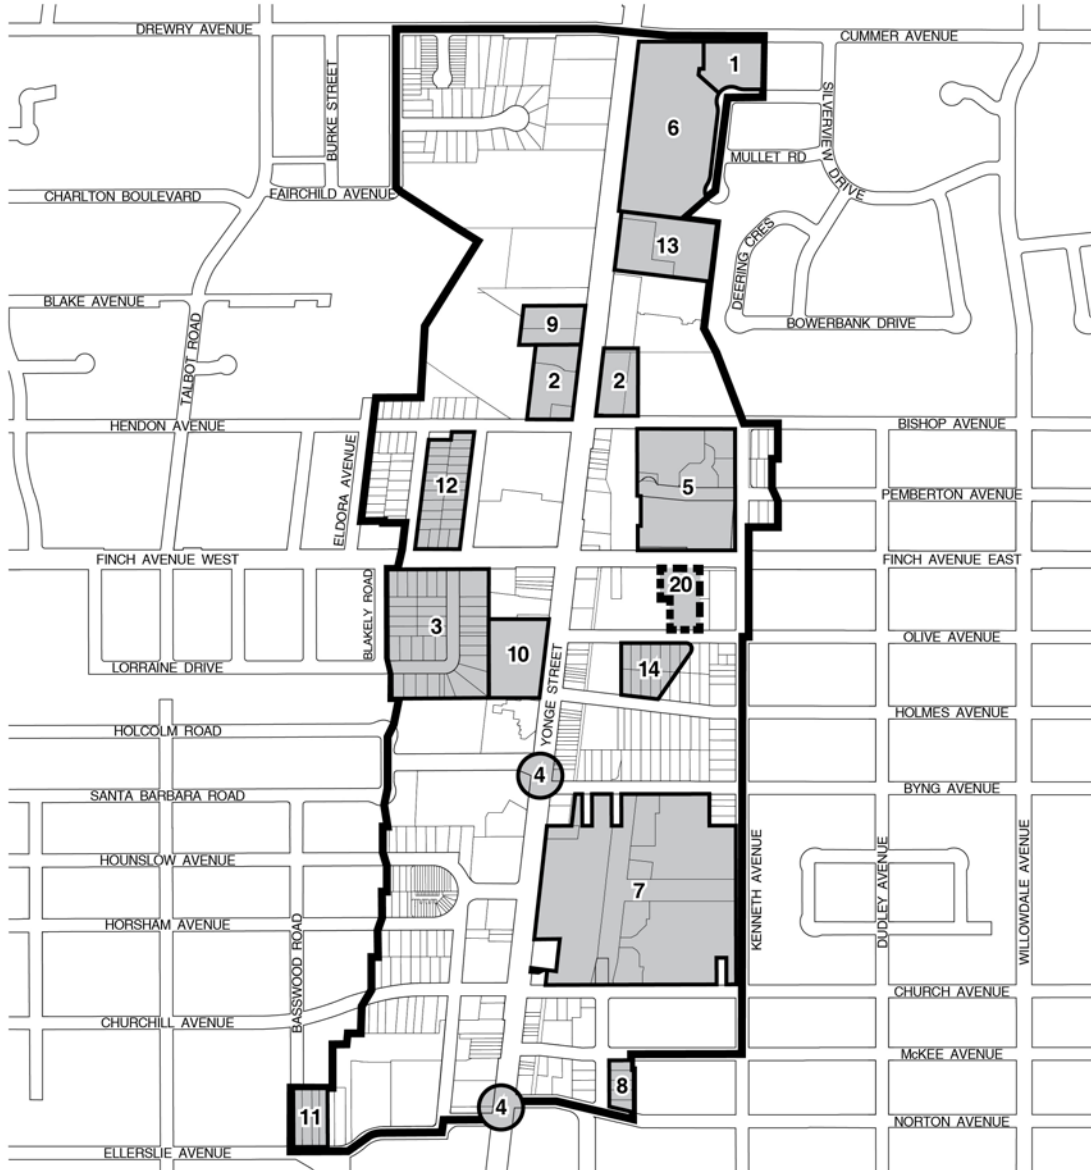 DREWRY AVENUE
CUMMER AVENUE
BURKE STREET
1
SILVERVIEW DRIVE
6
MULLET RD
CHARLTON BOULEVARD
FAIRCHILD AVENUE
13
DEERING CRES
BLAKE AVENUE
TALBOT ROAD
9
BOWERBANK DRIVE
2
2
HENDON AVENUE
BISHOP AVENUE
ELDORA AVENUE
12
5
PEMBERTON AVENUE
FINCH AVENUE WEST
FINCH AVENUE EAST
20
BLAKELY ROAD
3
10
14
OLIVE AVENUE
LORRAINE DRIVE
YONGE STREET
HOLMES AVENUE
HOLCOLM ROAD
4
SANTA BARBARA ROAD
BYNG AVENUE
HOUNSLOW AVENUE
7
KENNETH AVENUE
DUDLEY AVENUE
WILLOWDALE AVENUE
HORSHAM AVENUE
BASSWOOD ROAD
CHURCH AVENUE
CHURCHILL AVENUE
McKEE AVENUE
8
4
11
NORTON AVENUE
ELLERSLIE AVENUE